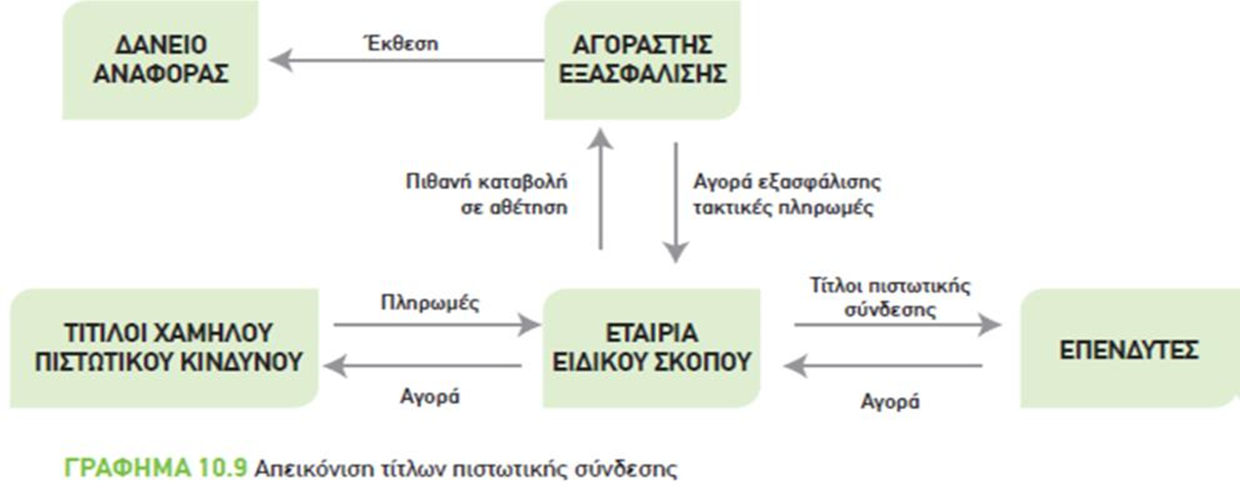 ΔΑΝΕΙΟ
ΑΝΑΦΟΡΑΣ
Έκθεση
ΑΓΟΡΑΣΤΗΣ
ΕΞΑΣΦΑΛΙΣΗΣ
Πιθανή καταβολή
σε αθέτηση
Αγορά εξασφάλισης
τακτικές πληρωμές
ΤΙΤΙΛΟΙ ΧΑΜΗΛΟΥ
ΠΙΣΤΩΤΙΚΟΥ ΚΙΝΔΥΝΟΥ
Πληρωμές
Αγορά
ΕΤΑΙΡΙΑ
ΕΙΔΙΚΟΥ ΣΚΟΠΟΥ
Τίτλοι πιστωτικής
σύνδεσης
Αγορά
ΕΠΕΝΔΥΤΕΣ
ΓΡΑΦΗΜΑ 10.9 Απεικόνιση τίτλων πιστωτικής σύνδεσης